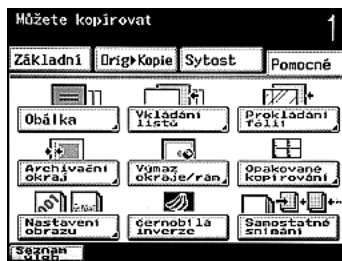 Můžete kopírovat 1
Základní Orig▸Kopie Sytost Pomocné
Obálka Vkládání listů Prokládání fólií
Archivační okraj Výmaz okraje/rám. Opakované kopírování
Nastavení obrazu Černobílá inverze Samostatné snímání
Seznam úloh